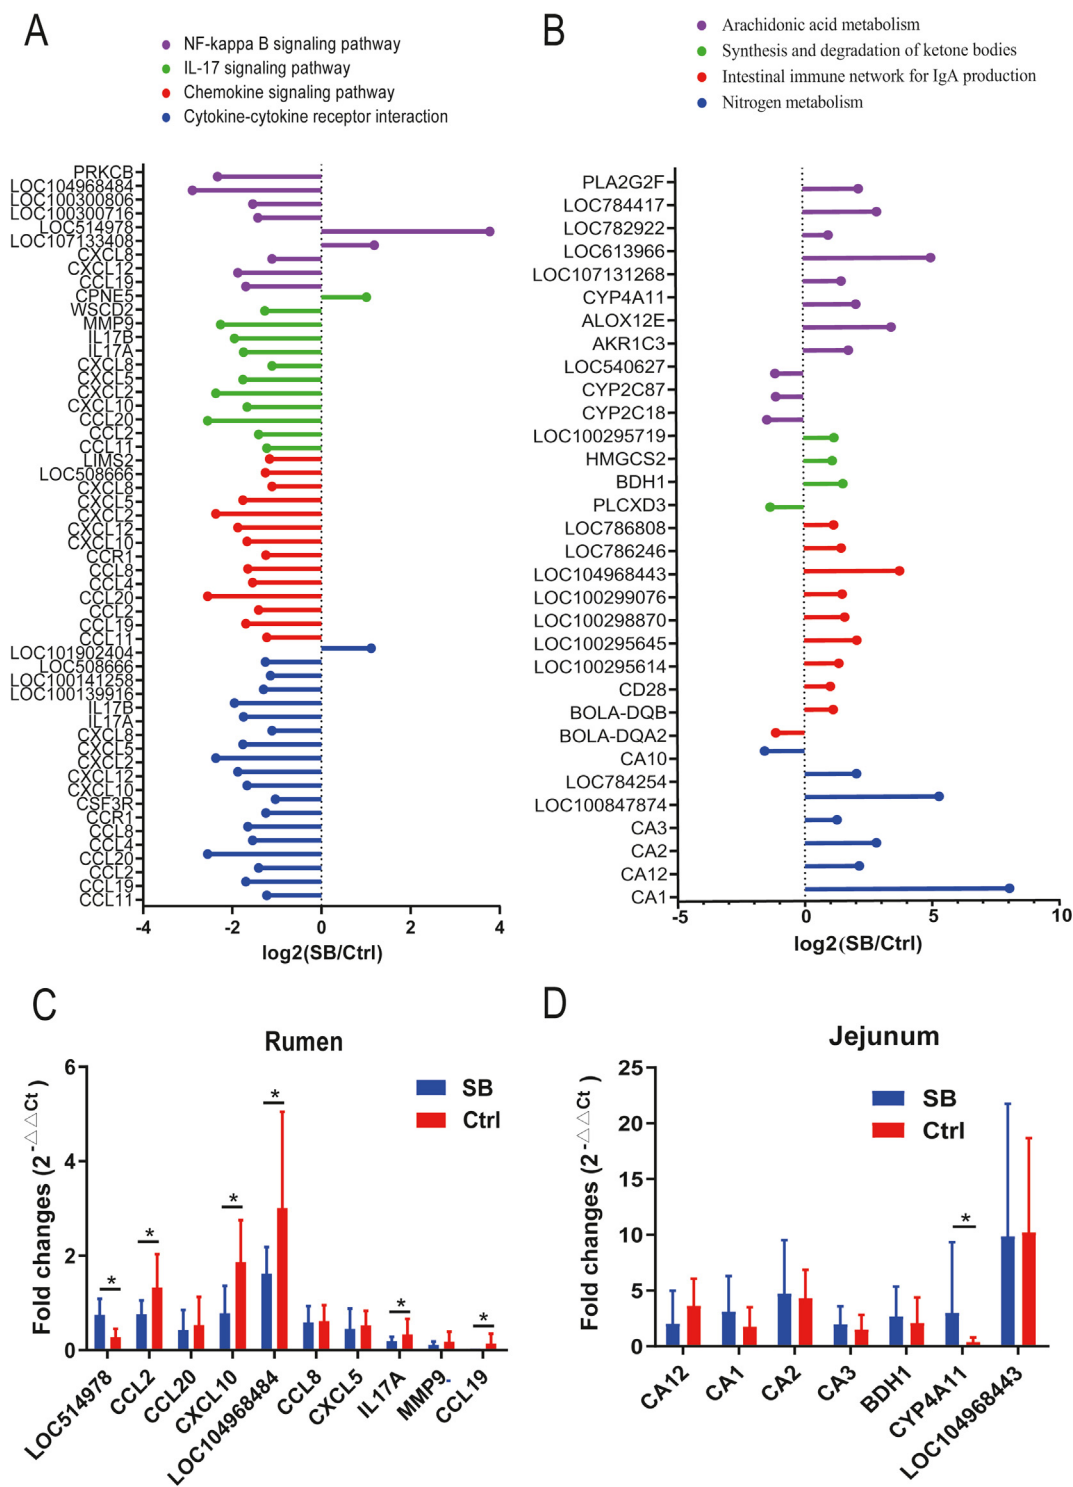 A
NF-kappa B signaling pathway
IL-17 signaling pathway
Chemokine signaling pathway
Cytokine-cytokine receptor interaction
PRKCB
LOC104968484
LOC100300806
LOC100300716
LOC514978
LOC107133408
CXCL8
CXCL12
CCL19
CPNE5
WSCD2
MMP9
IL17B
IL17A
CXCL8
CXCL5
CXCL2
CXCL10
CCL20
CCL2
CCL11
LIMS2
LOC508666
CXCL8
CXCL5
CXCL2
CXCL12
CXCL10
CCR1
CCL8
CCL4
CCL20
CCL2
CCL19
CCL11
LOC101902404
LOC508666
LOC100141258
LOC100139916
IL17B
IL17A
CXCL8
CXCL5
CXCL2
CXCL12
CXCL10
CSF3R
CCR1
CCL8
CCL4
CCL20
CCL2
CCL19
CCL11
-4 -2 0 2 4
log2(SB/Ctrl)
B
Arachidonic acid metabolism
Synthesis and degradation of ketone bodies
Intestinal immune network for IgA production
Nitrogen metabolism
PLA2G2F
LOC784417
LOC782922
LOC613966
LOC107131268
CYP4A11
ALOX12E
AKR1C3
LOC540627
CYP2C87
CYP2C18
LOC100295719
HMGCS2
BDH1
PLCXD3
LOC786808
LOC786246
LOC104968443
LOC100299076
LOC100298870
LOC100295645
LOC100295614
CD28
BOLA-DQB
BOLA-DQA2
CA10
LOC784254
LOC100847874
CA3
CA2
CA12
CA1
-5 0 5 10
log2(SB/Ctrl)
C
Rumen
SB
Ctrl
Fold changes (2^-△△Ct)
6
4
2
0
*
*
*
*
*
*
LOC514978
CCL2
CCL20
CXCL10
LOC104968484
CCL8
CXCL5
IL17A
MMP9
CCL19
D
Jejunum
SB
Ctrl
Fold changes (2^-△△Ct)
25
20
15
10
5
0
*
CA12
CA1
CA2
CA3
BDH1
CYP4A11
LOC104968443